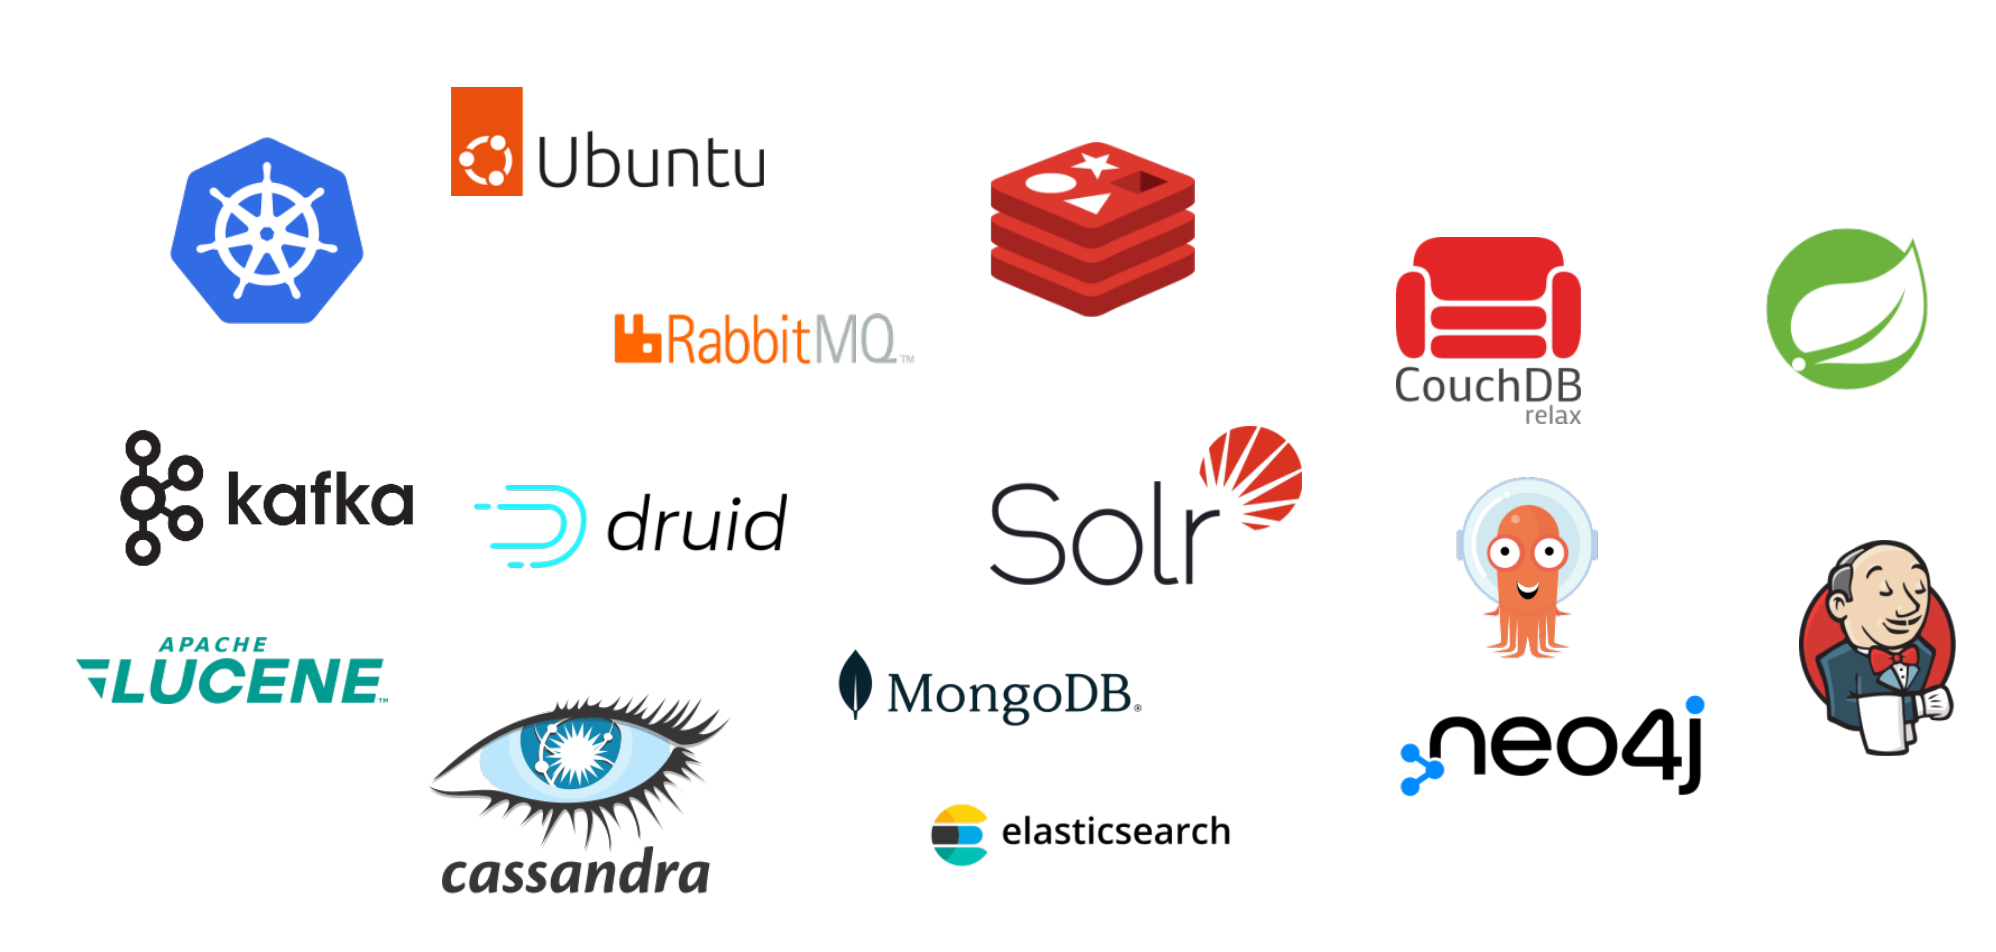 Ubuntu
RabbitMQ™
CouchDB
relax
kafka
druid
Solr
APACHE
LUCENE™
MongoDB®
neo4j
cassandra
elasticsearch